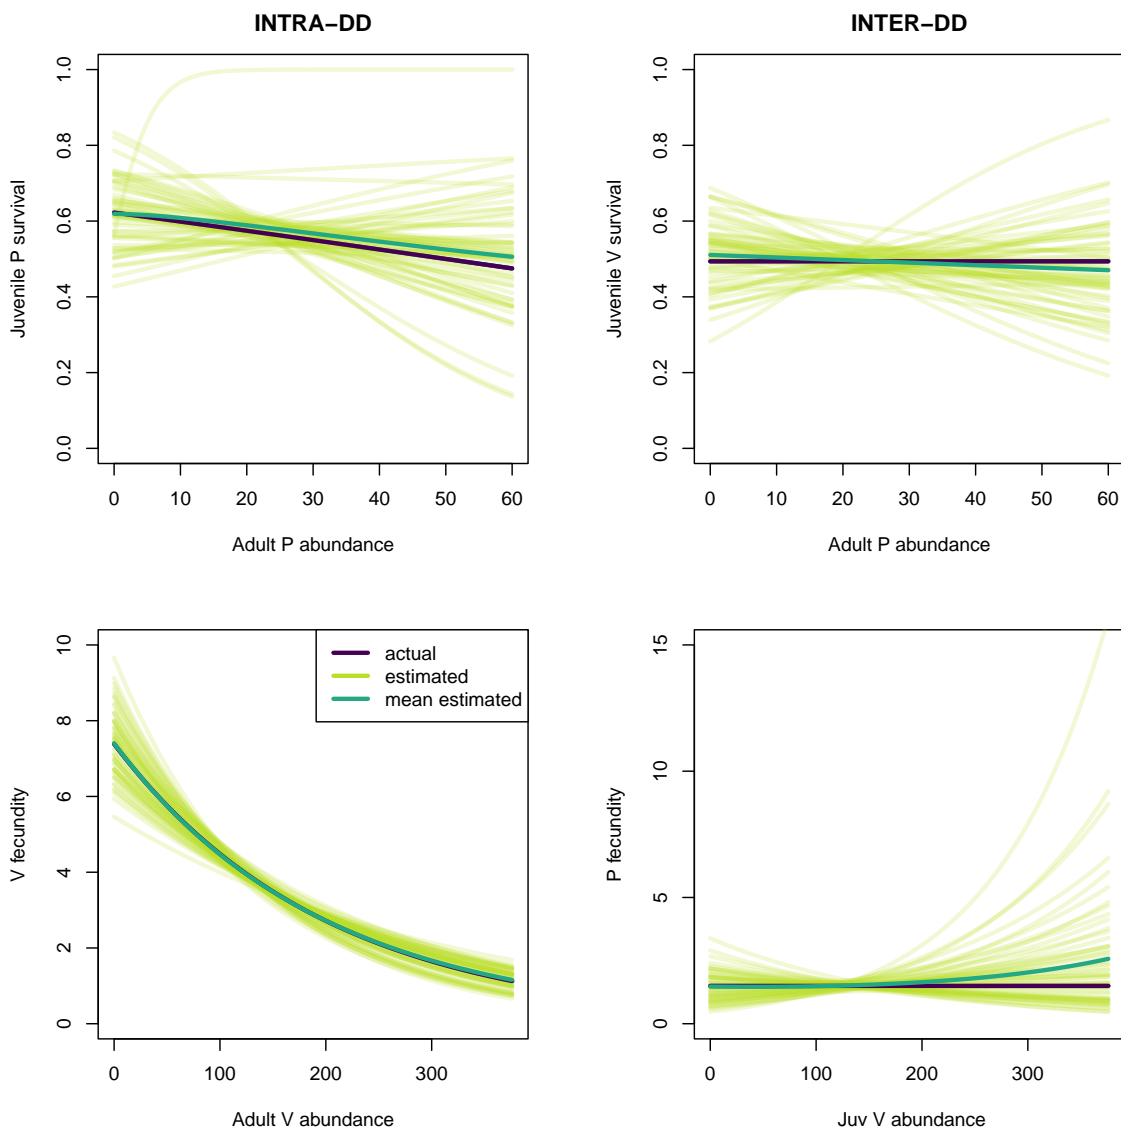 INTRA−DD
INTER−DD
Juvenile P survival
0.0 0.2 0.4 0.6 0.8 1.0
0 10 20 30 40 50 60
Adult P abundance
Juvenile V survival
0.0 0.2 0.4 0.6 0.8 1.0
0 10 20 30 40 50 60
Adult P abundance
V fecundity
0 2 4 6 8 10
actual
estimated
mean estimated
0 100 200 300
Adult V abundance
P fecundity
0 5 10 15
0 100 200 300
Juv V abundance